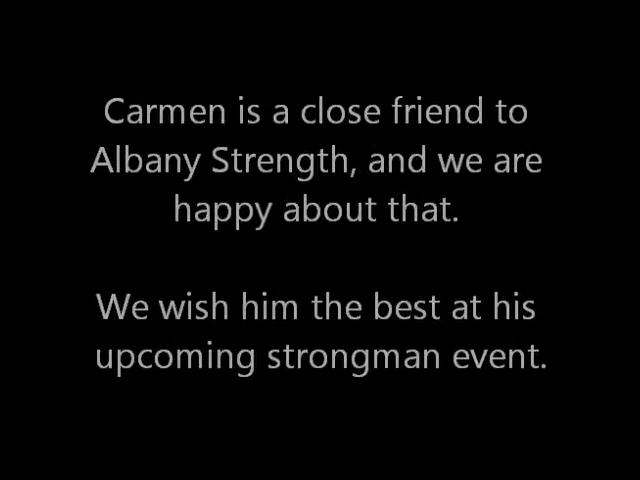 Carmen is a close friend to
Albany Strength, and we are
happy about that.
We wish him the best at his
upcoming strongman event.